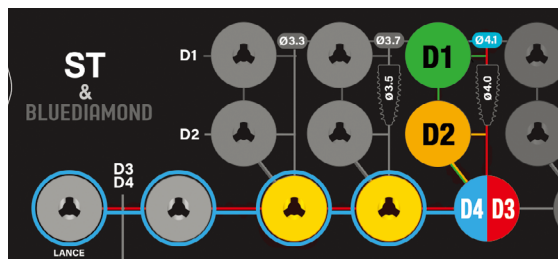 D1 Ø3.3 Ø3.7 D1 Ø4.1
ST
&
BLUEDIAMOND
Ø3.5 Ø4.0
D2 D2
D3
D4
D4 D3
LANCE